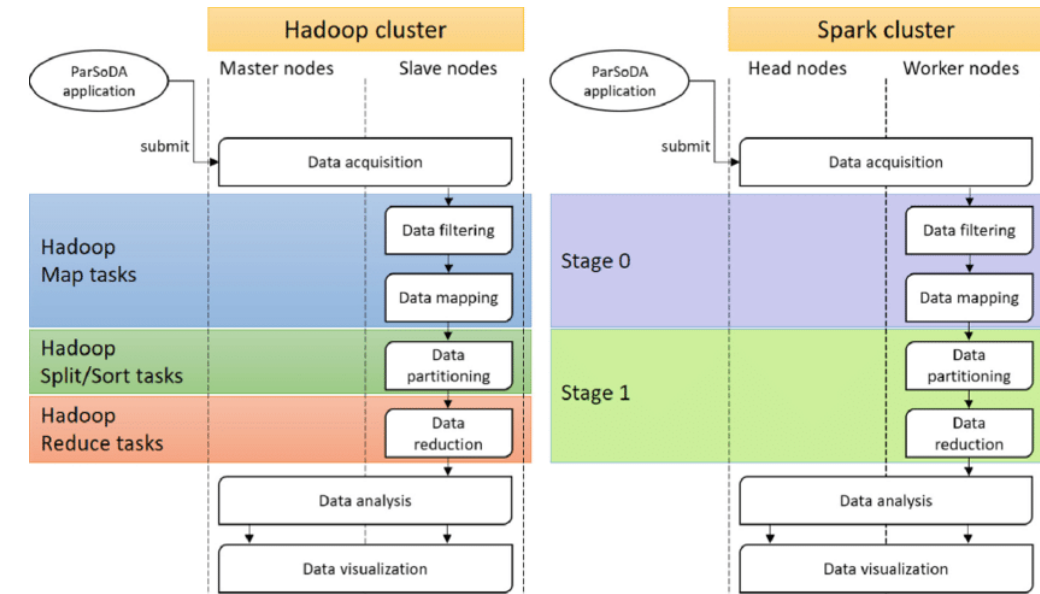 Hadoop cluster
Master nodes
Slave nodes
ParSoDA
application
submit
Data acquisition
Hadoop
Map tasks
Data filtering
Data mapping
Hadoop
Split/Sort tasks
Data
partitioning
Hadoop
Reduce tasks
Data
reduction
Data analysis
Data visualization
Spark cluster
Head nodes
Worker nodes
ParSoDA
application
submit
Data acquisition
Stage 0
Data filtering
Data mapping
Stage 1
Data
partitioning
Data
reduction
Data analysis
Data visualization